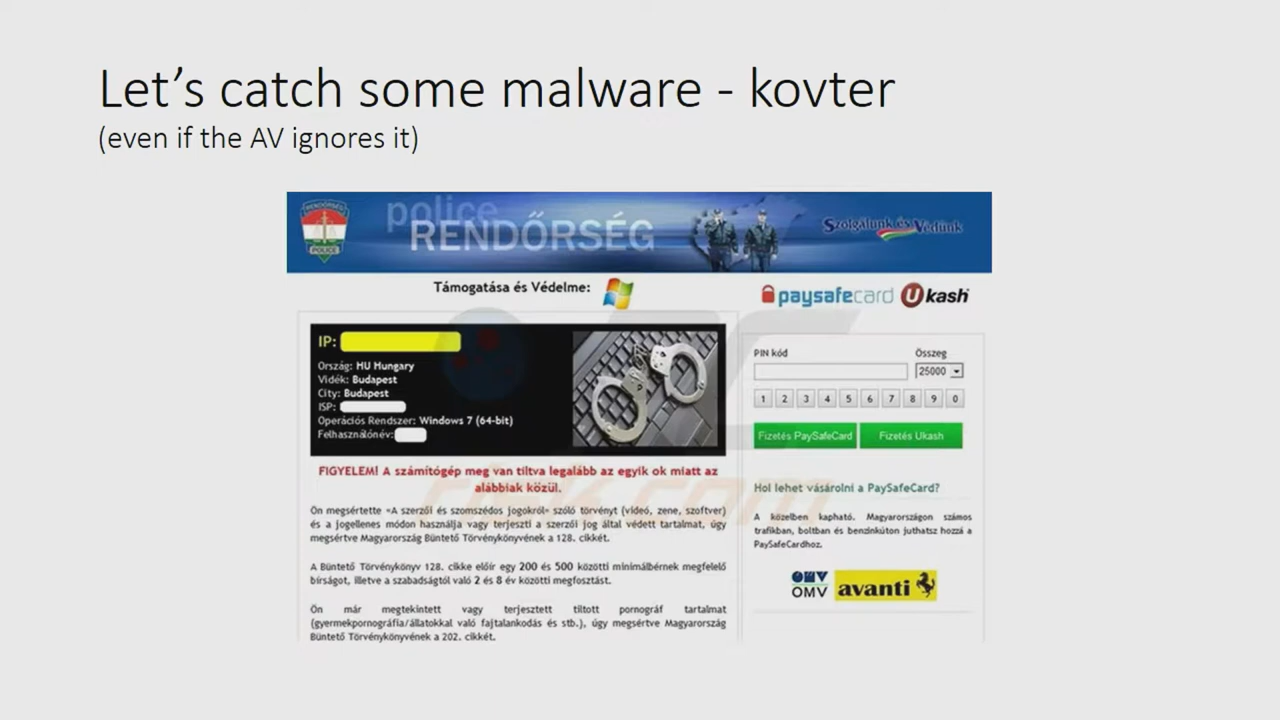 Let's catch some malware - kovter
(even if the AV ignores it)
police
RENDŐRSÉG
Szolgálunk és Védünk
RENDŐRSÉG
POLICE
Támogatása és Védelme:
paysafecard Ukash
IP:
Ország: HU Hungary
Vidék: Budapest
City: Budapest
ISP:
Operációs Rendszer: Windows 7 (64-bit)
Felhasználónév:
FIGYELEM! A számítógép meg van tiltva legalább az egyik ok miatt az
alábbiak közül.
Ön megsértette «A szerzői és szomszédos jogokról» szóló törvényt (videó, zene, szoftver)
és a jogellenes módon használja vagy terjeszti a szerzői jog által védett tartalmat, úgy
megsértve Magyarország Büntető Törvénykönyvének a 128. cikkét.
A Büntető Törvénykönyv 128. cikke előír egy 200 és 500 közötti minimálbérnek megfelelő
bírságot, illetve a szabadságtól való 2 és 8 év közötti megfosztást.
Ön már megtekintett vagy terjesztett tiltott pornográf tartalmat
(gyermekpornográfia/állatokkal való fajtalankodás és stb.), úgy megsértve Magyarország
Büntető Törvénykönyvének a 202. cikkét.
PIN kód Összeg
25000
1 2 3 4 5 6 7 8 9 0
Fizetés PaySafeCard Fizetés Ukash
Hol lehet vásárolni a PaySafeCard?
A közelben kapható. Magyarországon számos
trafikban, boltban és benzinkúton juthatsz hozzá a
PaySafeCardhoz.
OMV
OMV avanti